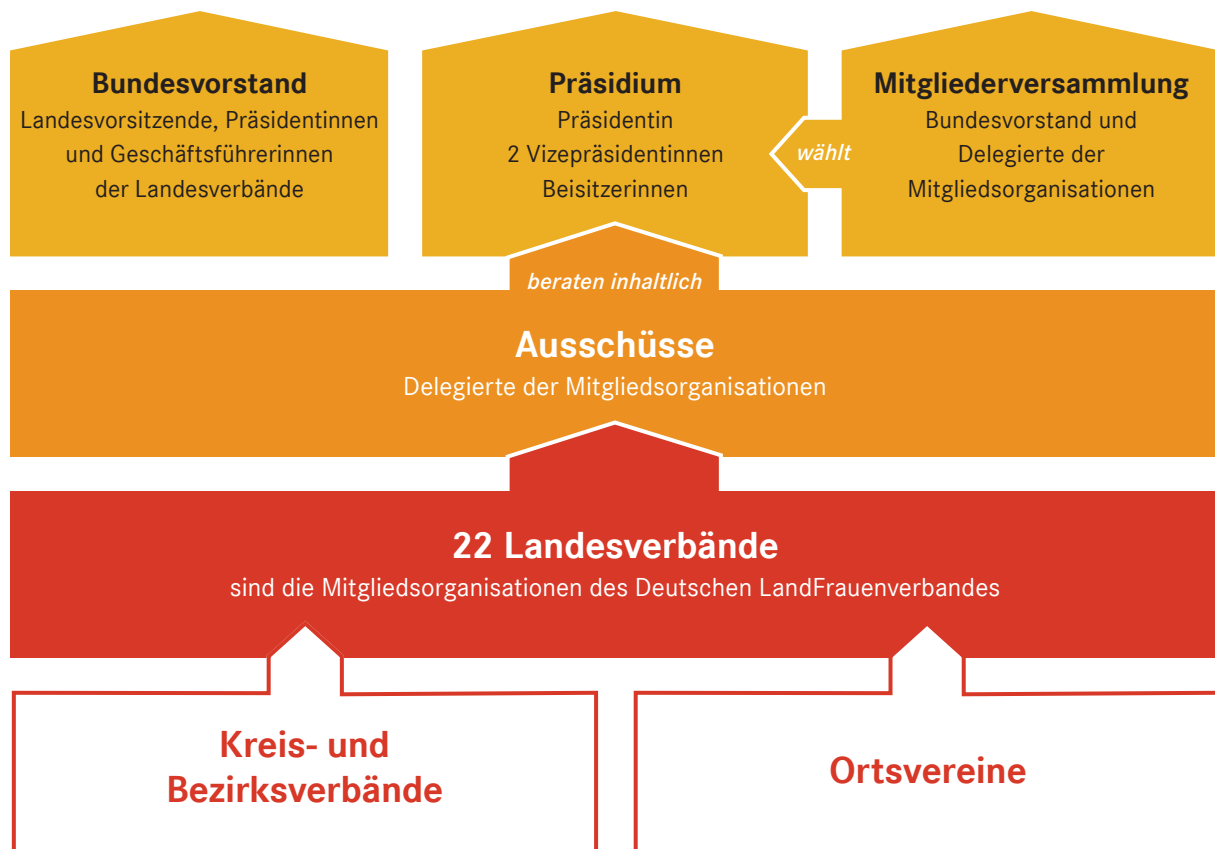 Bundesvorstand
Landesvorsitzende, Präsidentinnen
und Geschäftsführerinnen
der Landesverbände
Präsidium
Präsidentin
2 Vizepräsidentinnen
Beisitzerinnen
wählt
Mitgliederversammlung
Bundesvorstand und
Delegierte der
Mitgliedsorganisationen
beraten inhaltlich
Ausschüsse
Delegierte der Mitgliedsorganisationen
22 Landesverbände
sind die Mitgliedsorganisationen des Deutschen LandFrauenverbandes
Kreis- und
Bezirksverbände
Ortsvereine